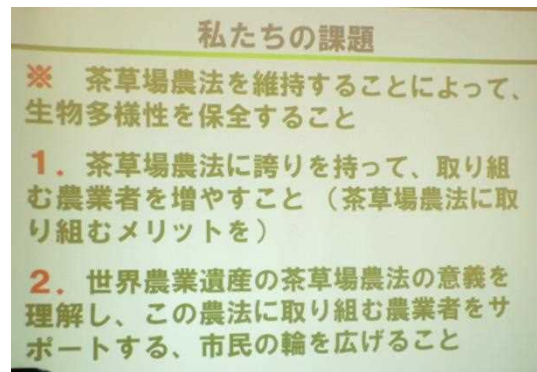 私たちの課題
※ 茶草場農法を維持することによって、
生物多様性を保全すること
1. 茶草場農法に誇りを持って、取り組
む農業者を増やすこと （茶草場農法に取
り組むメリットを）
2. 世界農業遺産の茶草場農法の意義を
理解し、この農法に取り組む農業者をサ
ポートする、市民の輪を広げること